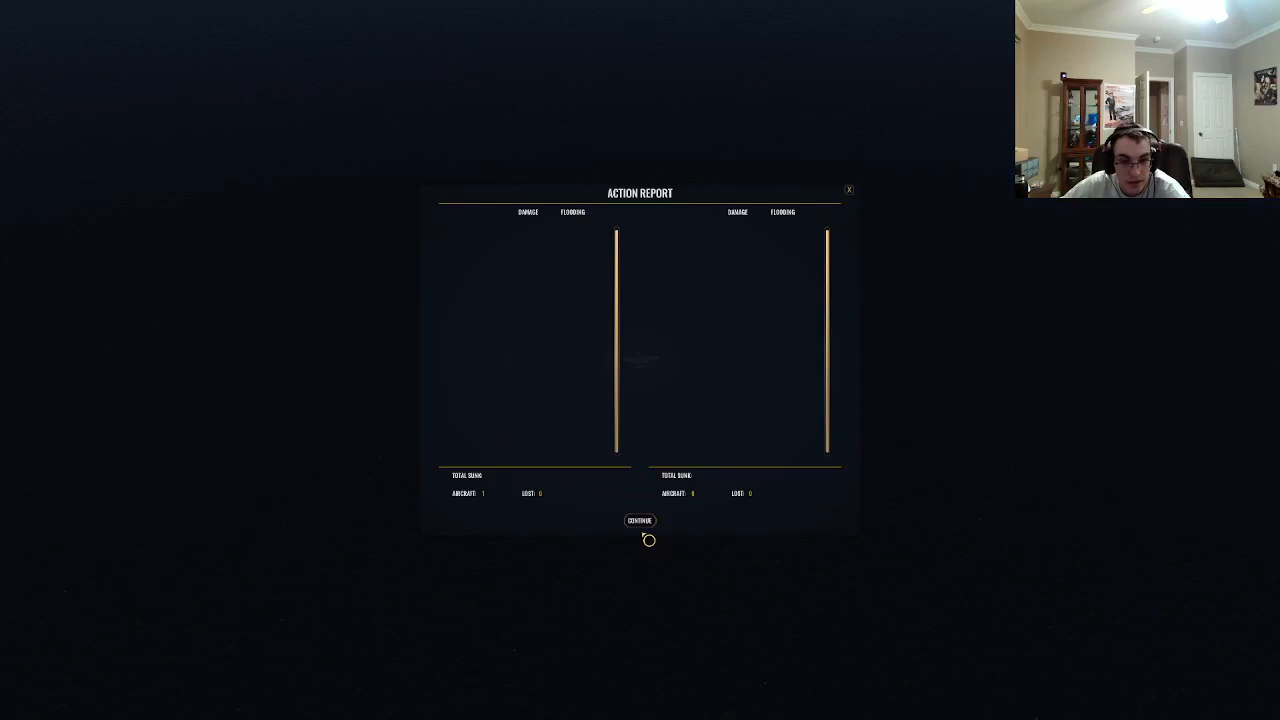 ACTION REPORT
X
DAMAGE FLOODING DAMAGE FLOODING
TOTAL SUNK: TOTAL SUNK:
AIRCRAFT: 1 LOST: 0 AIRCRAFT: 0 LOST: 0
CONTINUE